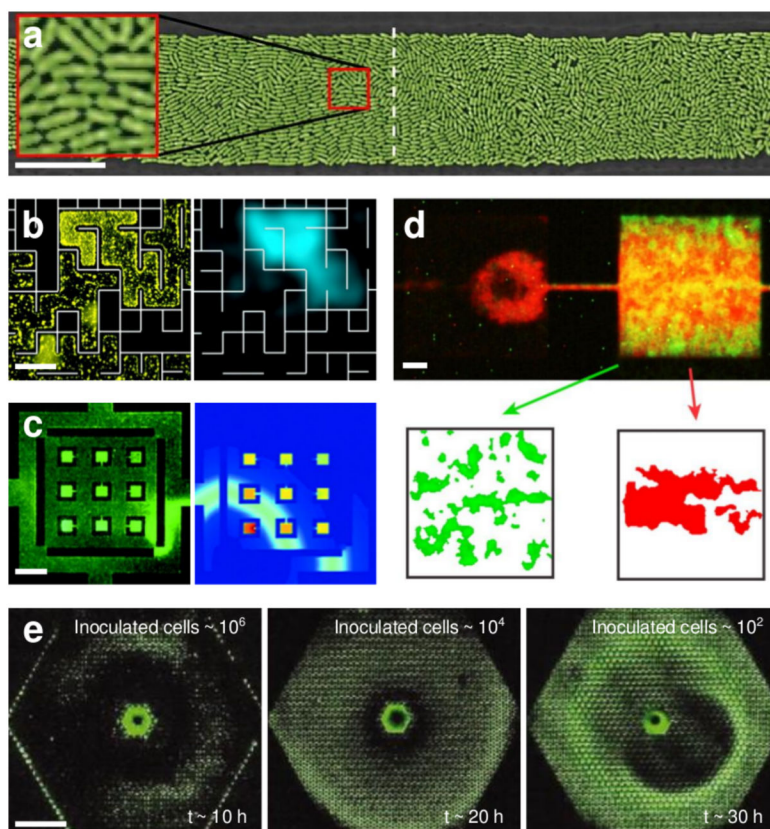 a
b
d
c
e
Inoculated cells ~ 10⁶
Inoculated cells ~ 10⁴
Inoculated cells ~ 10²
t ~ 10 h
t ~ 20 h
t ~ 30 h